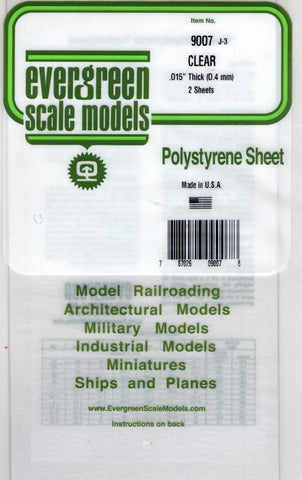 Item No.
9007 J-3
CLEAR
.015" Thick (0.4 mm)
2 Sheets
evergreen
scale models
Polystyrene Sheet
Made in U.S.A.
7 87026 09007 8
Model Railroading
Architectural Models
Military Models
Industrial Models
Miniatures
Ships and Planes
www.EvergreenScaleModels.com
Instructions on back